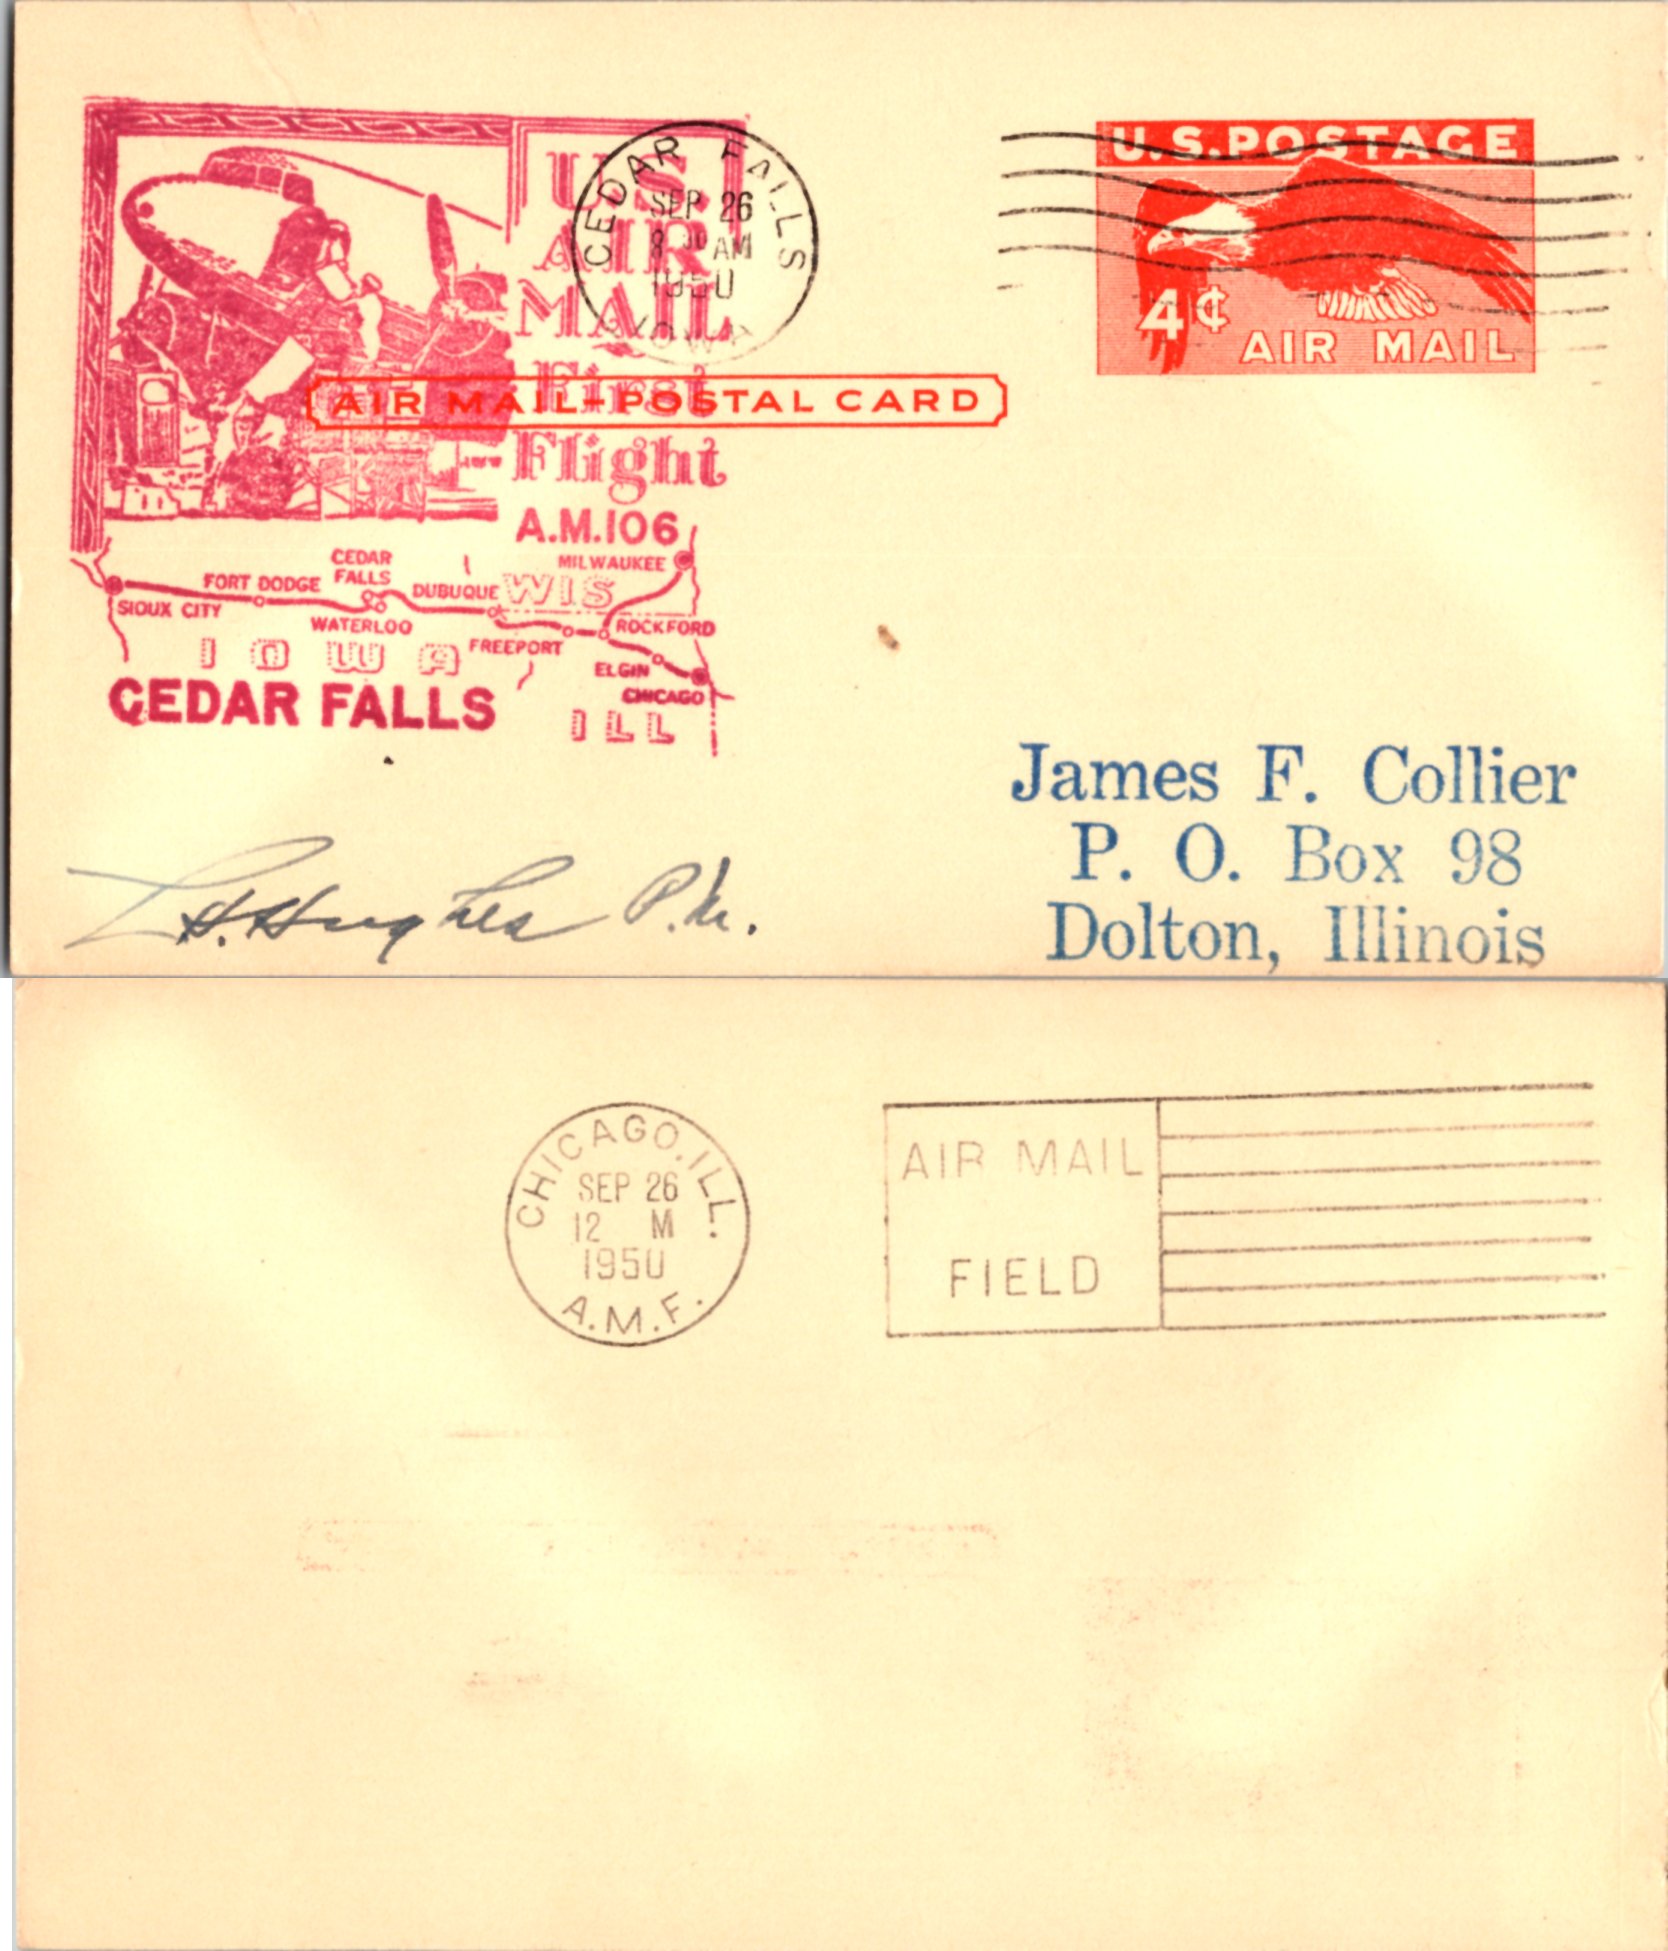 U.S.
AIR
MAIL
First
Flight
A.M.106
CEDAR FALLS
SEP 26
AM
1950
IOWA
U.S.POSTAGE
4¢
AIR MAIL
AIR MAIL-POSTAL CARD
SIOUX CITY
FORT DODGE
CEDAR
FALLS
WATERLOO
DUBUQUE
FREEPORT
MILWAUKEE
ROCKFORD
ELGIN
CHICAGO
WIS
IOWA
ILL
CEDAR FALLS
James F. Collier
P. O. Box 98
Dolton, Illinois
L.H. Hughes P.M.
CHICAGO, ILL.
SEP 26
12 M
1950
A.M.F.
AIR MAIL
FIELD